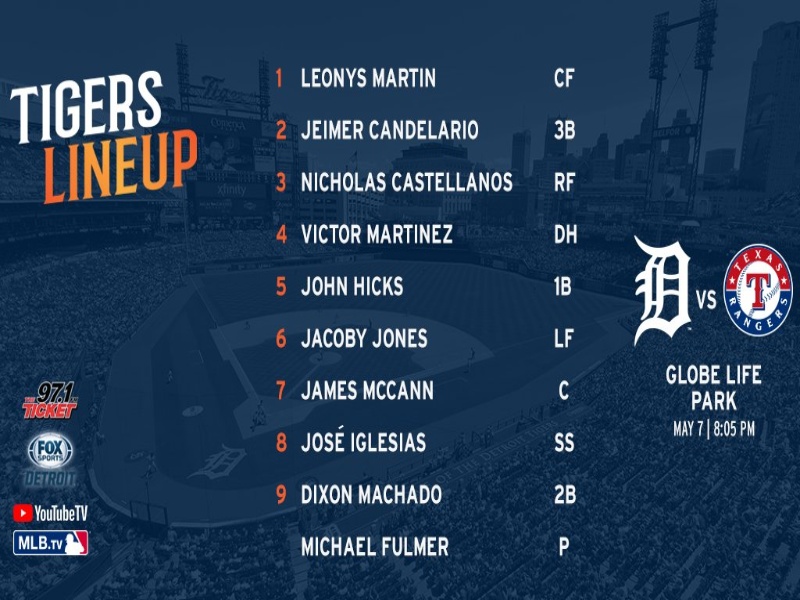 TIGERS
LINEUP
1 LEONYS MARTIN CF
2 JEIMER CANDELARIO 3B
3 NICHOLAS CASTELLANOS RF
4 VICTOR MARTINEZ DH
5 JOHN HICKS 1B
6 JACOBY JONES LF
7 JAMES MCCANN C
8 JOSÉ IGLESIAS SS
9 DIXON MACHADO 2B
MICHAEL FULMER P
D VS TEXAS T RANGERS
GLOBE LIFE
PARK
MAY 7 | 8:05 PM
97.1
TICKET
FOX
SPORTS
DETROIT
YouTubeTV
MLB.TV
Tigers
Comerica
xfinity